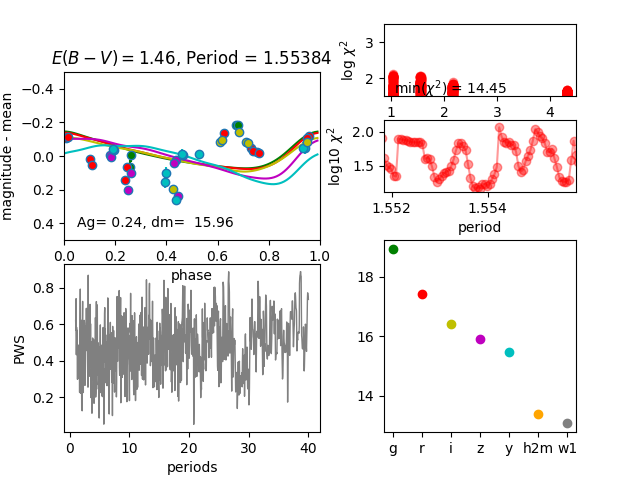 E(B − V) = 1.46, Period = 1.55384
magnitude - mean
−0.4
−0.2
0.0
0.2
0.4
Ag= 0.24, dm=  15.96
0.0 0.2 0.4 0.6 0.8 1.0
phase
log χ²
3
2
min(χ²) = 14.45
1 2 3 4
log10 χ²
2.0
1.5
1.552 1.554
period
PWS
0.8
0.6
0.4
0.2
0 10 20 30 40
periods
18
16
14
g r i z y h2m w1